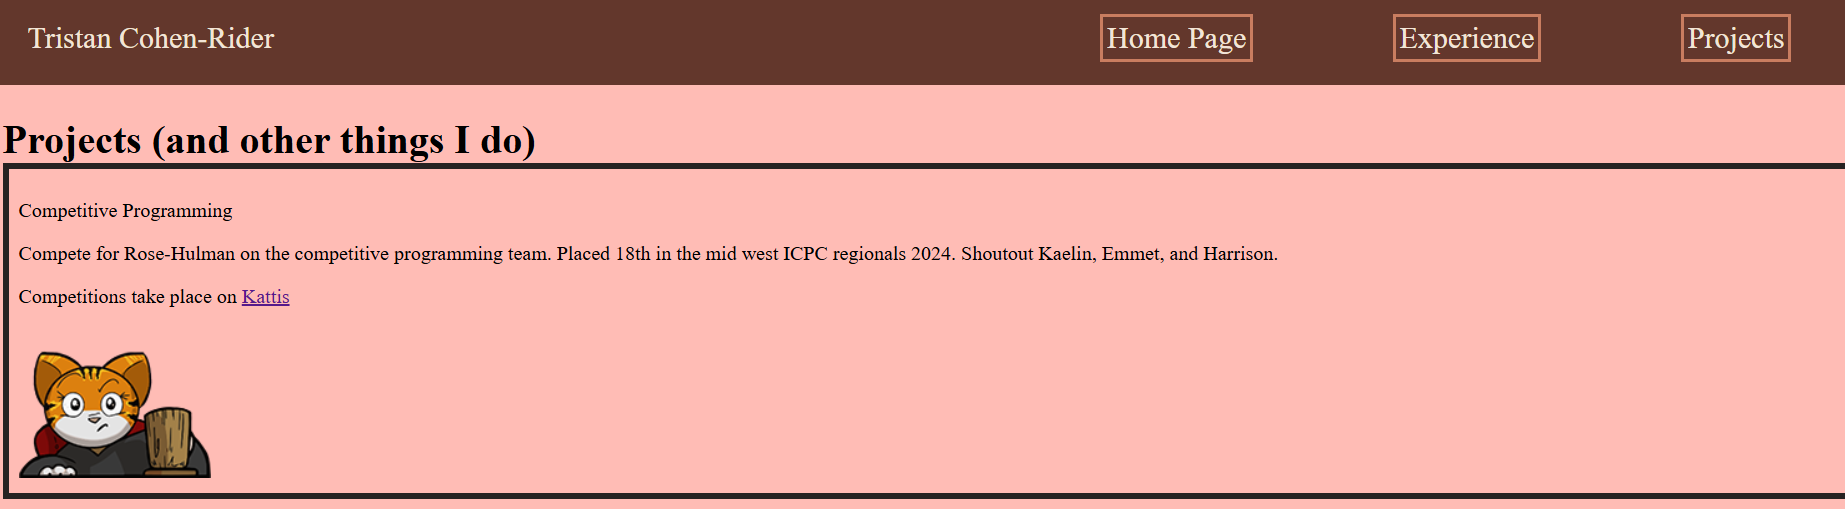 Tristan Cohen-Rider
Home Page
Experience
Projects
Projects (and other things I do)
Competitive Programming
Compete for Rose-Hulman on the competitive programming team. Placed 18th in the mid west ICPC regionals 2024. Shoutout Kaelin, Emmet, and Harrison.
Competitions take place on Kattis